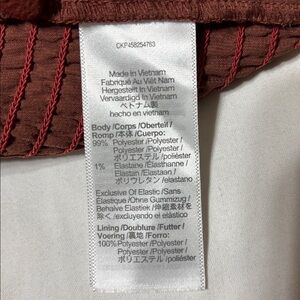 CKF458254763
Made in Vietnam
Fabriqué Au Viêt Nam
Hergestellt In Vietnam
Vervaardigd In Vietnam
ベトナム製
hecho en vietnam
Body /Corps /Oberteil /
Romp /本体 /Cuerpo:
99% Polyester /Polyester /
Polyester /Polyester /
ポリエステル /poliéster
1% Elastane /Elasthanne /
Elastan /Elastaan /
ポリウレタン /elastano
Exclusive Of Elastic /Sans
Élastique /Ohne Gummizug /
Behalve Elastiek /伸縮素材を
除く /excluyendo el elástico
Lining /Doublure /Futter /
Voering /裏地 /Forro:
100% Polyester /Polyester /
Polyester /Polyester /
ポリエステル /poliéster